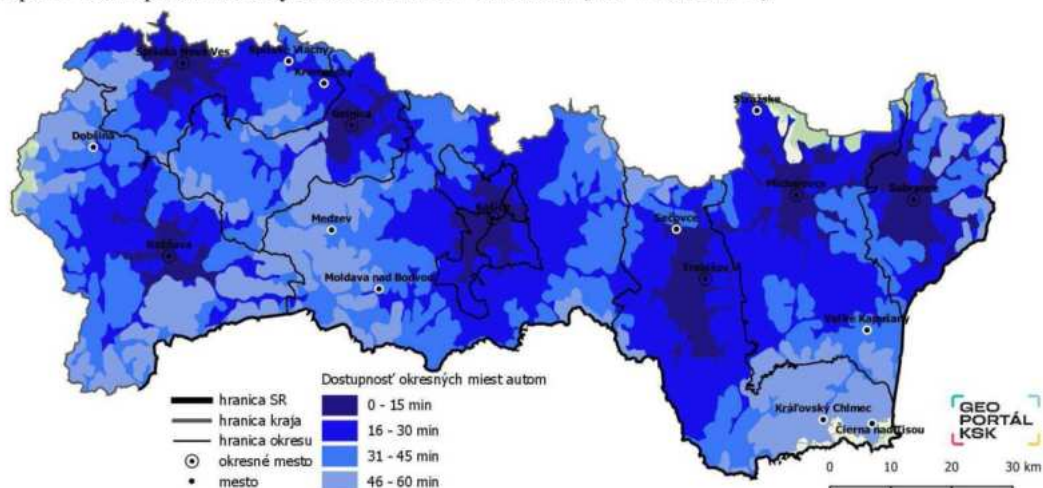 Spišská Nová Ves
Spišské Vlachy
Krompachy
Gelnica
Dobšiná
Strážske
Michalovce
Sobrance
Medzev
Košice
Sečovce
Rožňava
Trebišov
Moldava nad Bodvou
Veľké Kapušany
Kráľovský Chlmec
Čierna nad Tisou
hranica SR
hranica kraja
hranica okresu
okresné mesto
mesto
Dostupnosť okresných miest autom
0 - 15 min
16 - 30 min
31 - 45 min
46 - 60 min
GEO
PORTÁL
KSK
0 10 20 30 km